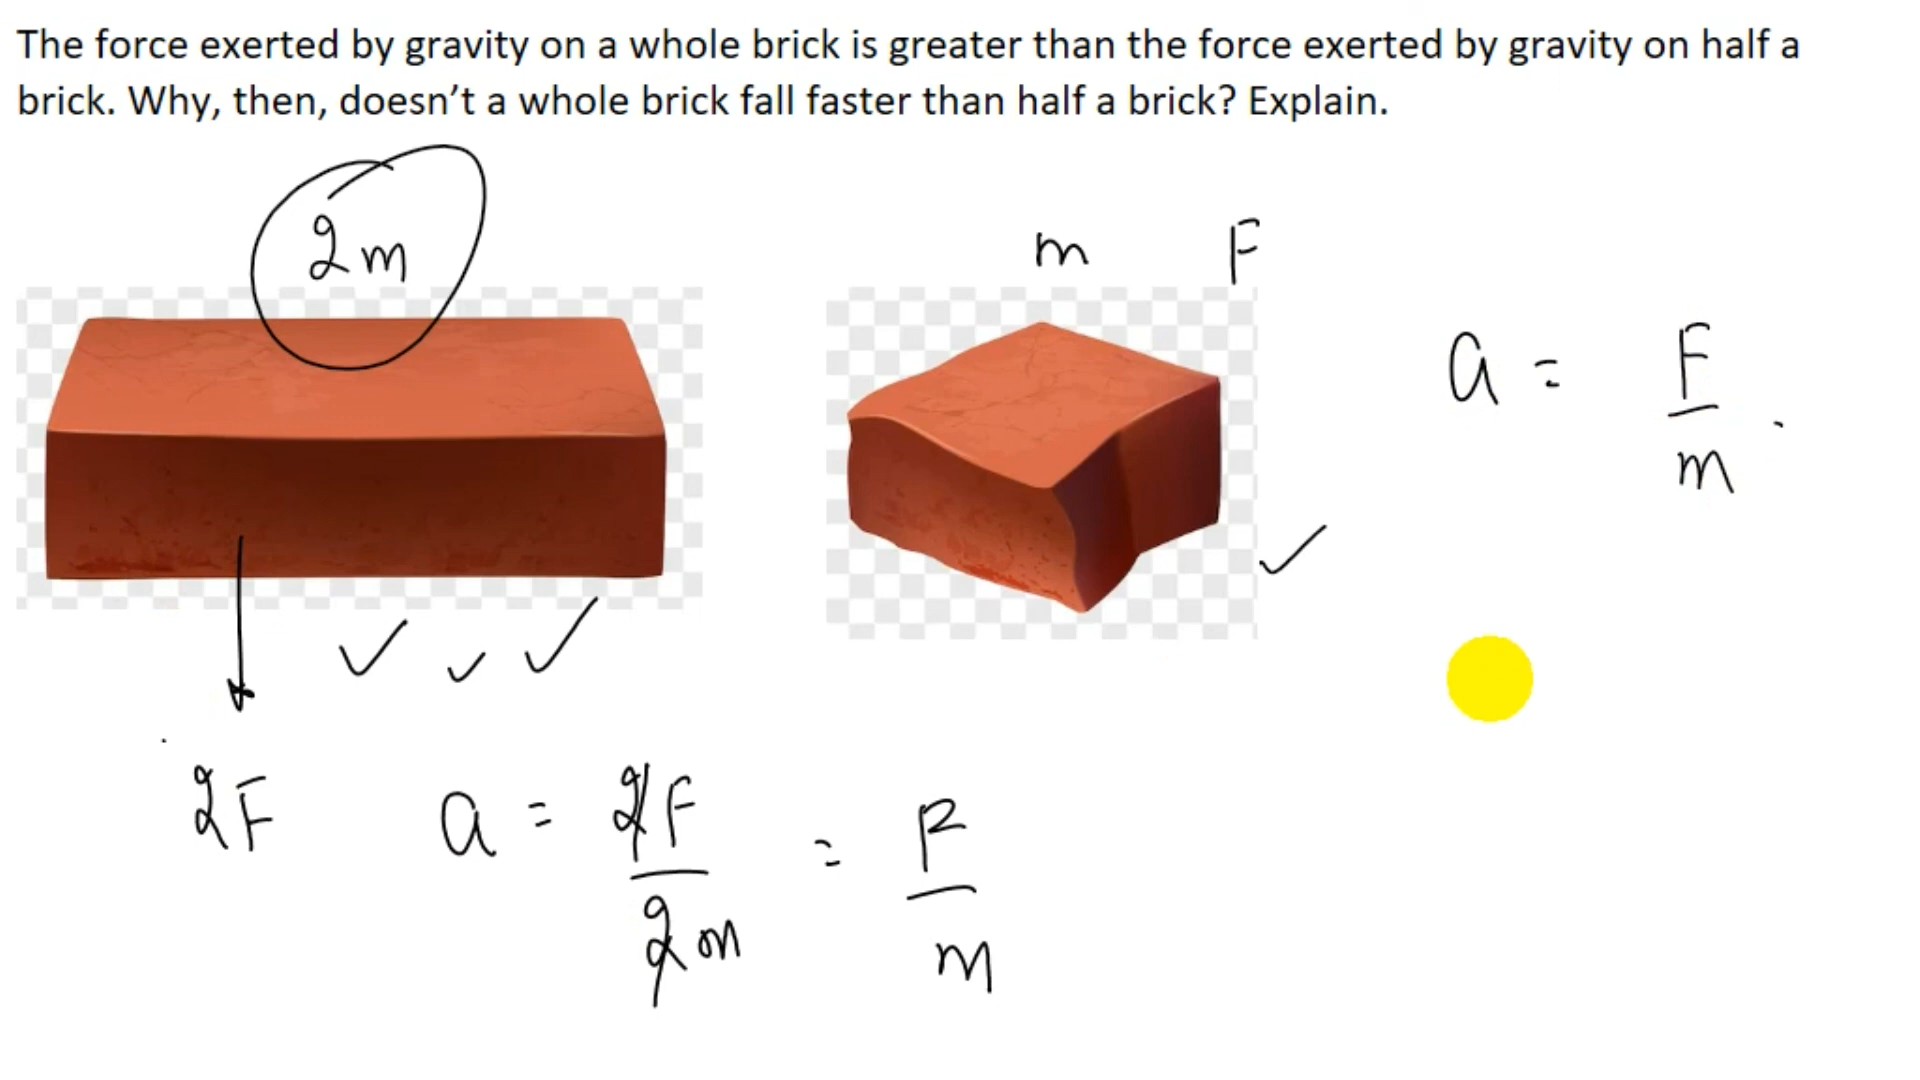 The force exerted by gravity on a whole brick is greater than the force exerted by gravity on half a
brick. Why, then, doesn’t a whole brick fall faster than half a brick? Explain.
2m
m F
a = F/m
2F a = 2F/2m = F/m